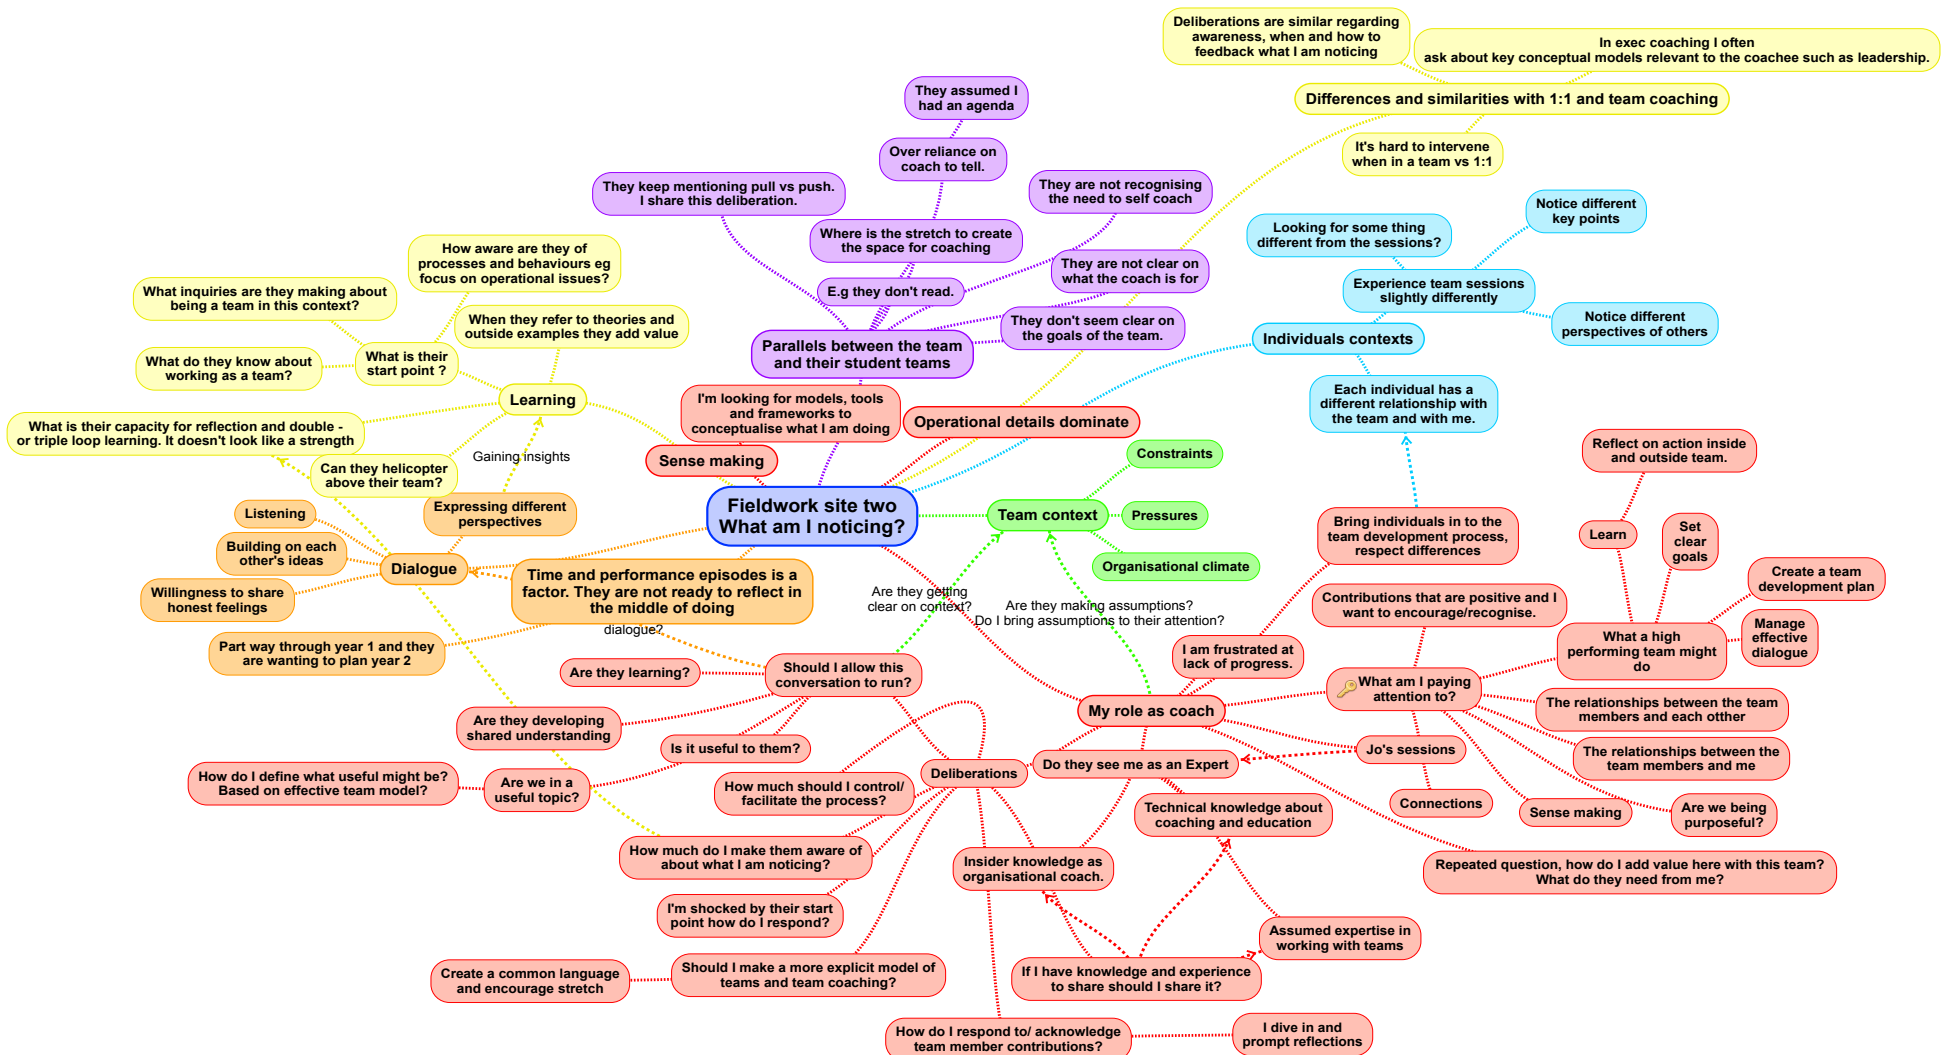 Deliberations are similar regarding
awareness, when and how to
feedback what I am noticing
In exec coaching I often
ask about key conceptual models relevant to the coachee such as leadership.
Differences and similarities with 1:1 and team coaching
It's hard to intervene
when in a team vs 1:1
They assumed I
had an agenda
Over reliance on
coach to tell.
They keep mentioning pull vs push.
I share this deliberation.
They are not recognising
the need to self coach
Where is the stretch to create
the space for coaching
They are not clear on
what the coach is for
E.g they don't read.
They don't seem clear on
the goals of the team.
Parallels between the team
and their student teams
Notice different
key points
Looking for some thing
different from the sessions?
Experience team sessions
slightly differently
Notice different
perspectives of others
Individuals contexts
Each individual has a
different relationship with
the team and with me.
How aware are they of
processes and behaviours eg
focus on operational issues?
What inquiries are they making about
being a team in this context?
When they refer to theories and
outside examples they add value
What do they know about
working as a team?
What is their
start point ?
Learning
What is their capacity for reflection and double -
or triple loop learning. It doesn't look like a strength
Can they helicopter
above their team?
Gaining insights
I'm looking for models, tools
and frameworks to
conceptualise what I am doing
Sense making
Operational details dominate
Fieldwork site two
What am I noticing?
Constraints
Team context
Pressures
Organisational climate
Expressing different
perspectives
Listening
Building on each
other's ideas
Dialogue
Willingness to share
honest feelings
Time and performance episodes is a
factor. They are not ready to reflect in
the middle of doing
dialogue?
Part way through year 1 and they
are wanting to plan year 2
Are they getting
clear on context?
Are they making assumptions?
Do I bring assumptions to their attention?
Reflect on action inside
and outside team.
Bring individuals in to the
team development process,
respect differences
Learn
Set
clear
goals
Create a team
development plan
Contributions that are positive and I
want to encourage/recognise.
What a high
performing team might
do
Manage
effective
dialogue
I am frustrated at
lack of progress.
What am I paying
attention to?
My role as coach
The relationships between the team
members and each otther
The relationships between the
team members and me
Jo's sessions
Connections
Sense making
Are we being
purposeful?
Repeated question, how do I add value here with this team?
What do they need from me?
Should I allow this
conversation to run?
Are they learning?
Are they developing
shared understanding
Is it useful to them?
How do I define what useful might be?
Based on effective team model?
Are we in a
useful topic?
Deliberations
How much should I control/
facilitate the process?
Do they see me as an Expert
Technical knowledge about
coaching and education
How much do I make them aware of
about what I am noticing?
Insider knowledge as
organisational coach.
I'm shocked by their start
point how do I respond?
Assumed expertise in
working with teams
Create a common language
and encourage stretch
Should I make a more explicit model of
teams and team coaching?
If I have knowledge and experience
to share should I share it?
How do I respond to/ acknowledge
team member contributions?
I dive in and
prompt reflections